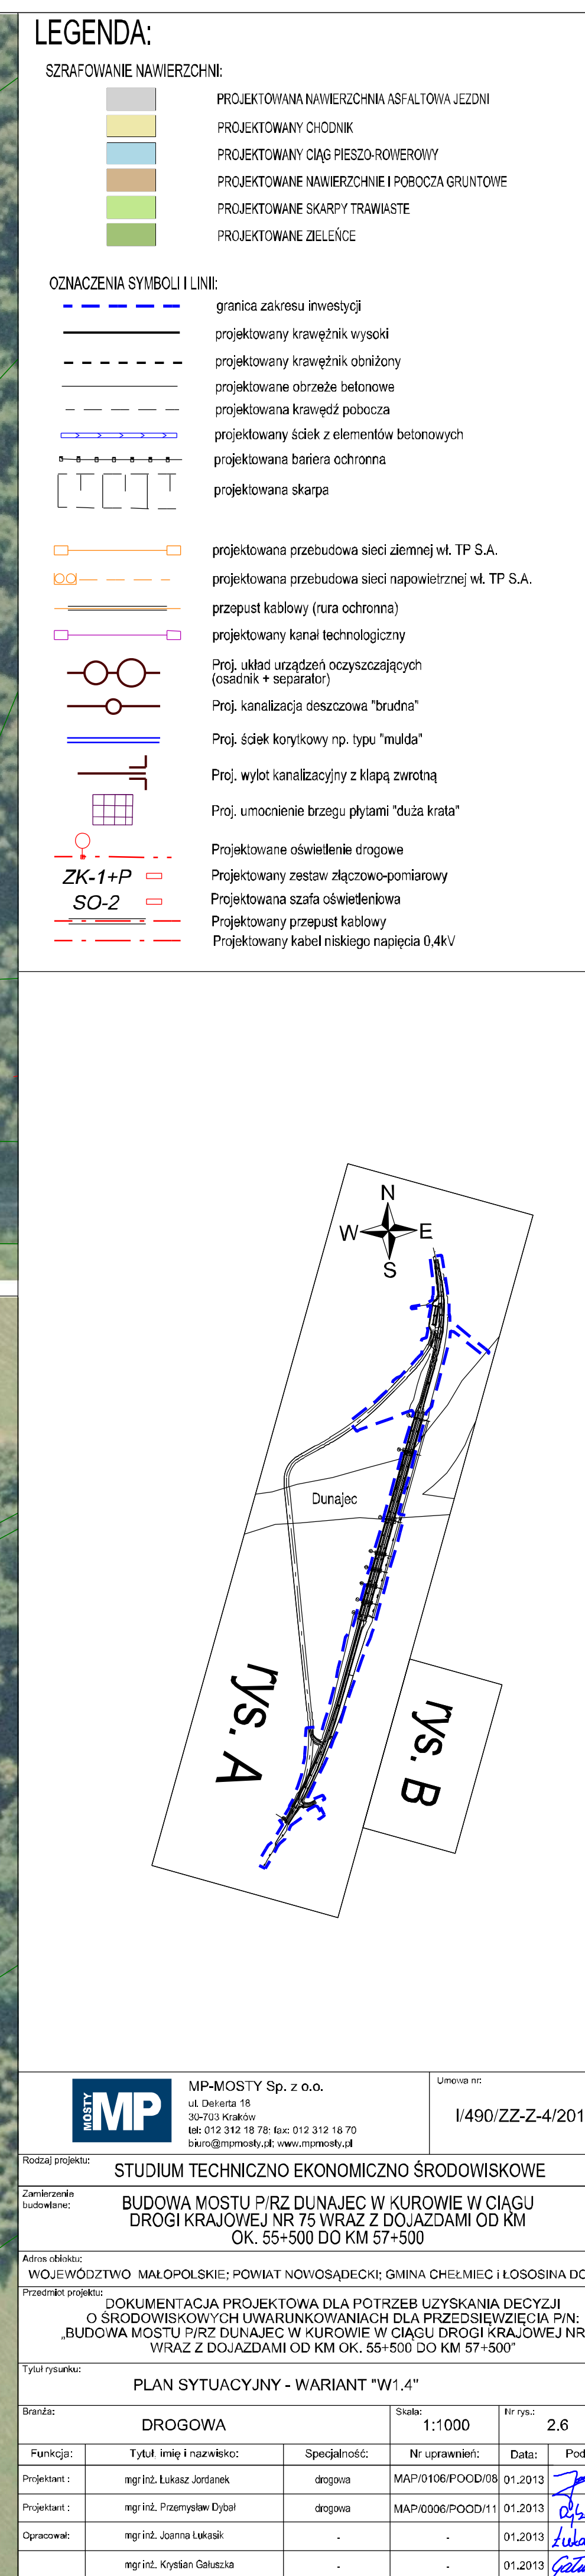 LEGENDA:
SZRAFOWANIE NAWIERZCHNI:
PROJEKTOWANA NAWIERZCHNIA ASFALTOWA JEZDNI
PROJEKTOWANY CHODNIK
PROJEKTOWANY CIĄG PIESZO-ROWEROWY
PROJEKTOWANE NAWIERZCHNIE I POBOCZA GRUNTOWE
PROJEKTOWANE SKARPY TRAWIASTE
PROJEKTOWANE ZIELEŃCE
OZNACZENIA SYMBOLI I LINII:
granica zakresu inwestycji
projektowany krawężnik wysoki
projektowany krawężnik obniżony
projektowane obrzeże betonowe
projektowana krawędź pobocza
projektowany ściek z elementów betonowych
projektowana bariera ochronna
projektowana skarpa
projektowana przebudowa sieci ziemnej wł. TP S.A.
projektowana przebudowa sieci napowietrznej wł. TP S.A.
przepust kablowy (rura ochronna)
projektowany kanał technologiczny
Proj. układ urządzeń oczyszczających
(osadnik + separator)
Proj. kanalizacja deszczowa "brudna"
Proj. ściek korytkowy np. typu "mulda"
Proj. wylot kanalizacyjny z klapą zwrotną
Proj. umocnienie brzegu płytami "duża krata"
Projektowane oświetlenie drogowe
ZK-1+P Projektowany zestaw złączowo-pomiarowy
SO-2 Projektowana szafa oświetleniowa
Projektowany przepust kablowy
Projektowany kabel niskiego napięcia 0,4kV
N
W E
S
Dunajec
rys. A
rys. B
MOSTY MP
MP-MOSTY Sp. z o.o.
ul. Dekerta 18
30-703 Kraków
tel: 012 312 18 78; fax: 012 312 18 70
biuro@mpmosty.pl; www.mpmosty.pl
Umowa nr:
I/490/ZZ-Z-4/201
Rodzaj projektu:
STUDIUM TECHNICZNO EKONOMICZNO ŚRODOWISKOWE
Zamierzenie
budowlane:
BUDOWA MOSTU P/RZ DUNAJEC W KUROWIE W CIĄGU
DROGI KRAJOWEJ NR 75 WRAZ Z DOJAZDAMI OD KM
OK. 55+500 DO KM 57+500
Adres obiektu:
WOJEWÓDZTWO MAŁOPOLSKIE; POWIAT NOWOSĄDECKI; GMINA CHEŁMIEC i ŁOSOSINA DO
Przedmiot projektu:
DOKUMENTACJA PROJEKTOWA DLA POTRZEB UZYSKANIA DECYZJI
O ŚRODOWISKOWYCH UWARUNKOWANIACH DLA PRZEDSIĘWZIĘCIA P/N:
„BUDOWA MOSTU P/RZ DUNAJEC W KUROWIE W CIĄGU DROGI KRAJOWEJ NR
WRAZ Z DOJAZDAMI OD KM OK. 55+500 DO KM 57+500"
Tytuł rysunku:
PLAN SYTUACYJNY - WARIANT "W1.4"
Branża:
DROGOWA
Skala:
1:1000
Nr rys.:
2.6
Funkcja: Tytuł, imię i nazwisko: Specjalność: Nr uprawnień: Data: Pod
Projektant : mgr inż. Łukasz Jordanek drogowa MAP/0106/POOD/08 01.2013
Projektant : mgr inż. Przemysław Dybał drogowa MAP/0006/POOD/11 01.2013
Opracował: mgr inż. Joanna Łukasik - - 01.2013
mgr inż. Krystian Gałuszka - - 01.2013